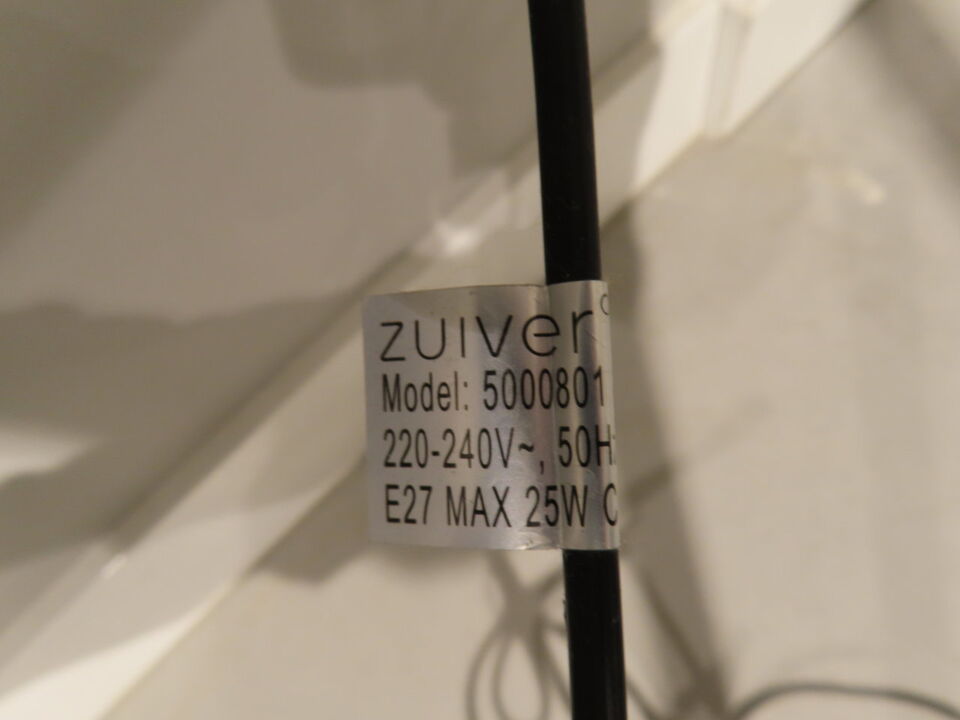 zuiver
Model: 5000801
220-240V~, 50H
E27 MAX 25W C